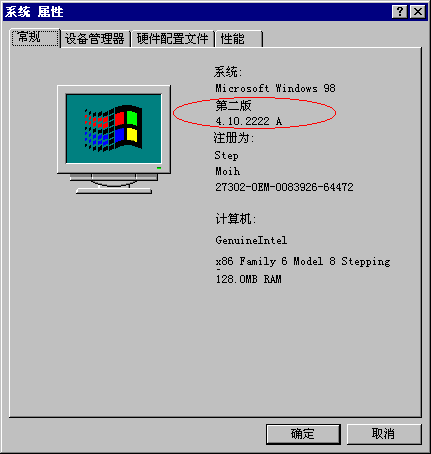 系统 属性
常规 设备管理器 硬件配置文件 性能
系统:
Microsoft Windows 98
第二版
4.10.2222 A
注册为:
Step
Moih
27302-OEM-0083926-64472
计算机:
GenuineIntel
x86 Family 6 Model 8 Stepping
128.0MB RAM
确定 取消